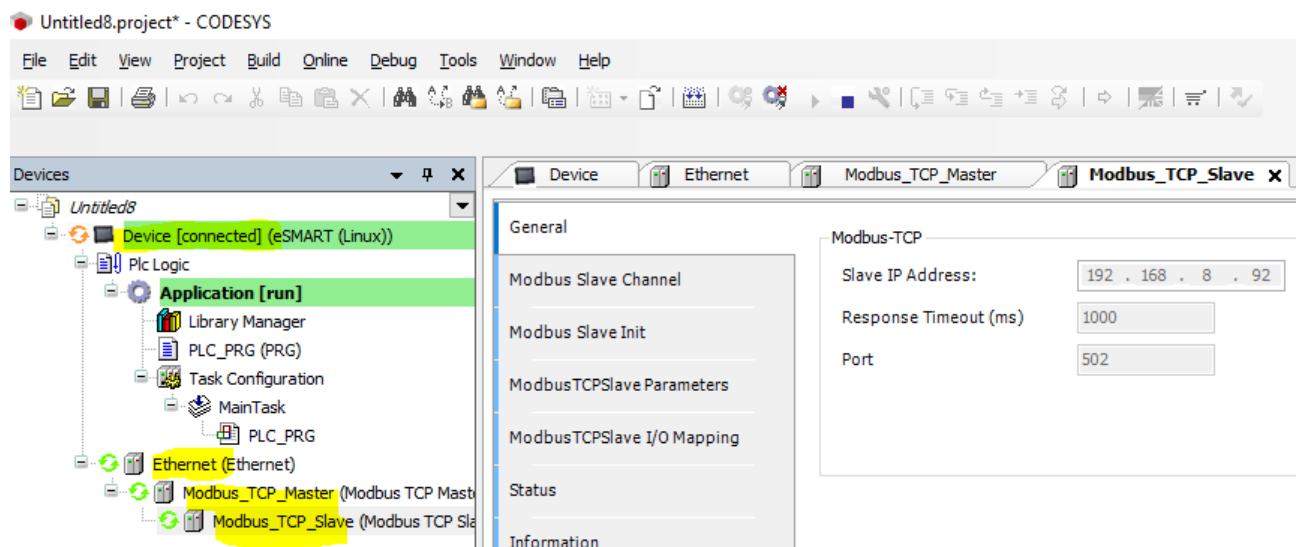 Untitled8.project* - CODESYS
File Edit View Project Build Online Debug Tools Window Help
Devices
Untitled8
Device [connected] (eSMART (Linux))
Plc Logic
Application [run]
Library Manager
PLC_PRG (PRG)
Task Configuration
MainTask
PLC_PRG
Ethernet (Ethernet)
Modbus_TCP_Master (Modbus TCP Mast
Modbus_TCP_Slave (Modbus TCP Sla
Device Ethernet Modbus_TCP_Master Modbus_TCP_Slave
General
Modbus Slave Channel
Modbus Slave Init
ModbusTCPSlave Parameters
ModbusTCPSlave I/O Mapping
Status
Information
Modbus-TCP
Slave IP Address: 192 . 168 . 8 . 92
Response Timeout (ms) 1000
Port 502